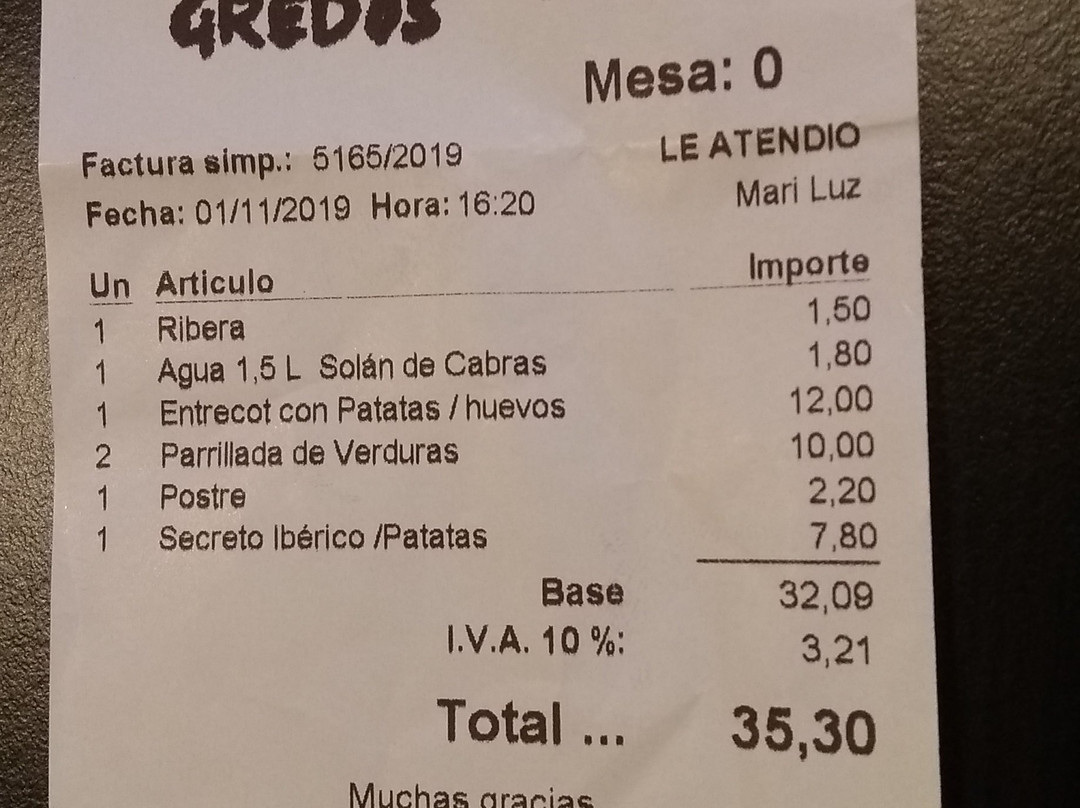 GREDOS
Mesa: 0
Factura simp.: 5165/2019 LE ATENDIO
Fecha: 01/11/2019 Hora: 16:20 Mari Luz
Un Articulo Importe
1 Ribera 1,50
1 Agua 1,5 L Solán de Cabras 1,80
1 Entrecot con Patatas / huevos 12,00
2 Parrillada de Verduras 10,00
1 Postre 2,20
1 Secreto Ibérico /Patatas 7,80
Base 32,09
I.V.A. 10 %: 3,21
Total ... 35,30
Muchas gracias